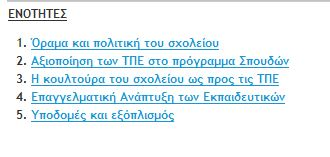 ΕΝΟΤΗΤΕΣ
1. Όραμα και πολιτική του σχολείου
2. Αξιοποίηση των ΤΠΕ στο πρόγραμμα Σπουδών
3. Η κουλτούρα του σχολείου ως προς τις ΤΠΕ
4. Επαγγελματική Ανάπτυξη των Εκπαιδευτικών
5. Υποδομές και εξόπλισμός